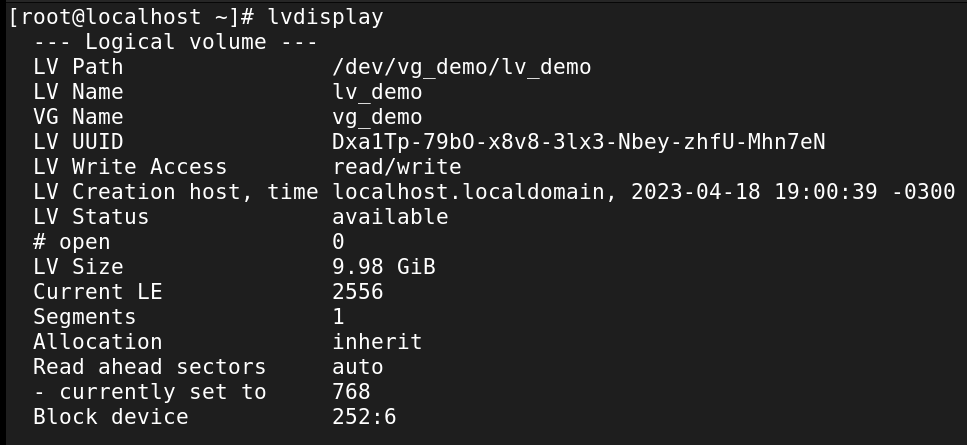 [root@localhost ~]# lvdisplay
--- Logical volume ---
LV Path /dev/vg_demo/lv_demo
LV Name lv_demo
VG Name vg_demo
LV UUID Dxa1Tp-79bO-x8v8-3lx3-Nbey-zhfU-Mhn7eN
LV Write Access read/write
LV Creation host, time localhost.localdomain, 2023-04-18 19:00:39 -0300
LV Status available
# open 0
LV Size 9.98 GiB
Current LE 2556
Segments 1
Allocation inherit
Read ahead sectors auto
- currently set to 768
Block device 252:6